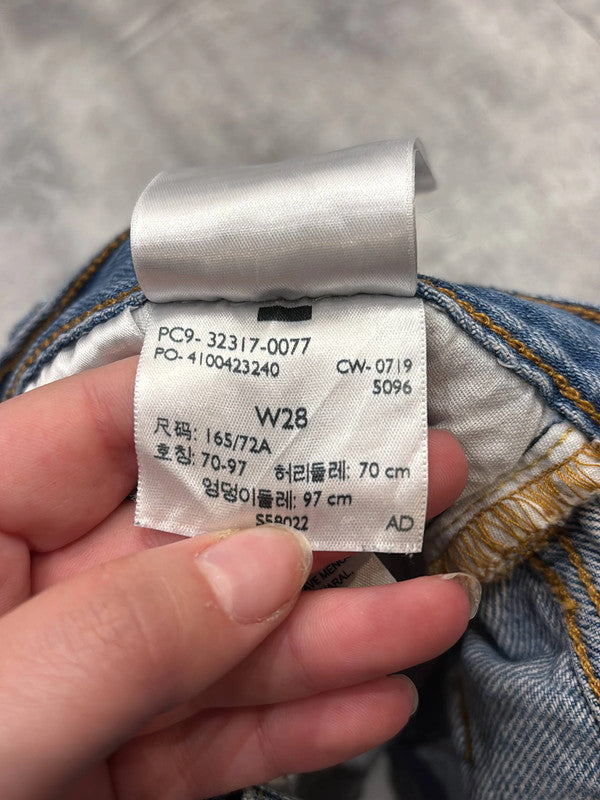 PC9- 32317-0077
PO- 4100423240 CW- 0719
5096
W28
尺码: 165/72A
호칭: 70-97 허리둘레: 70 cm
엉덩이둘레: 97 cm
S58022 AD